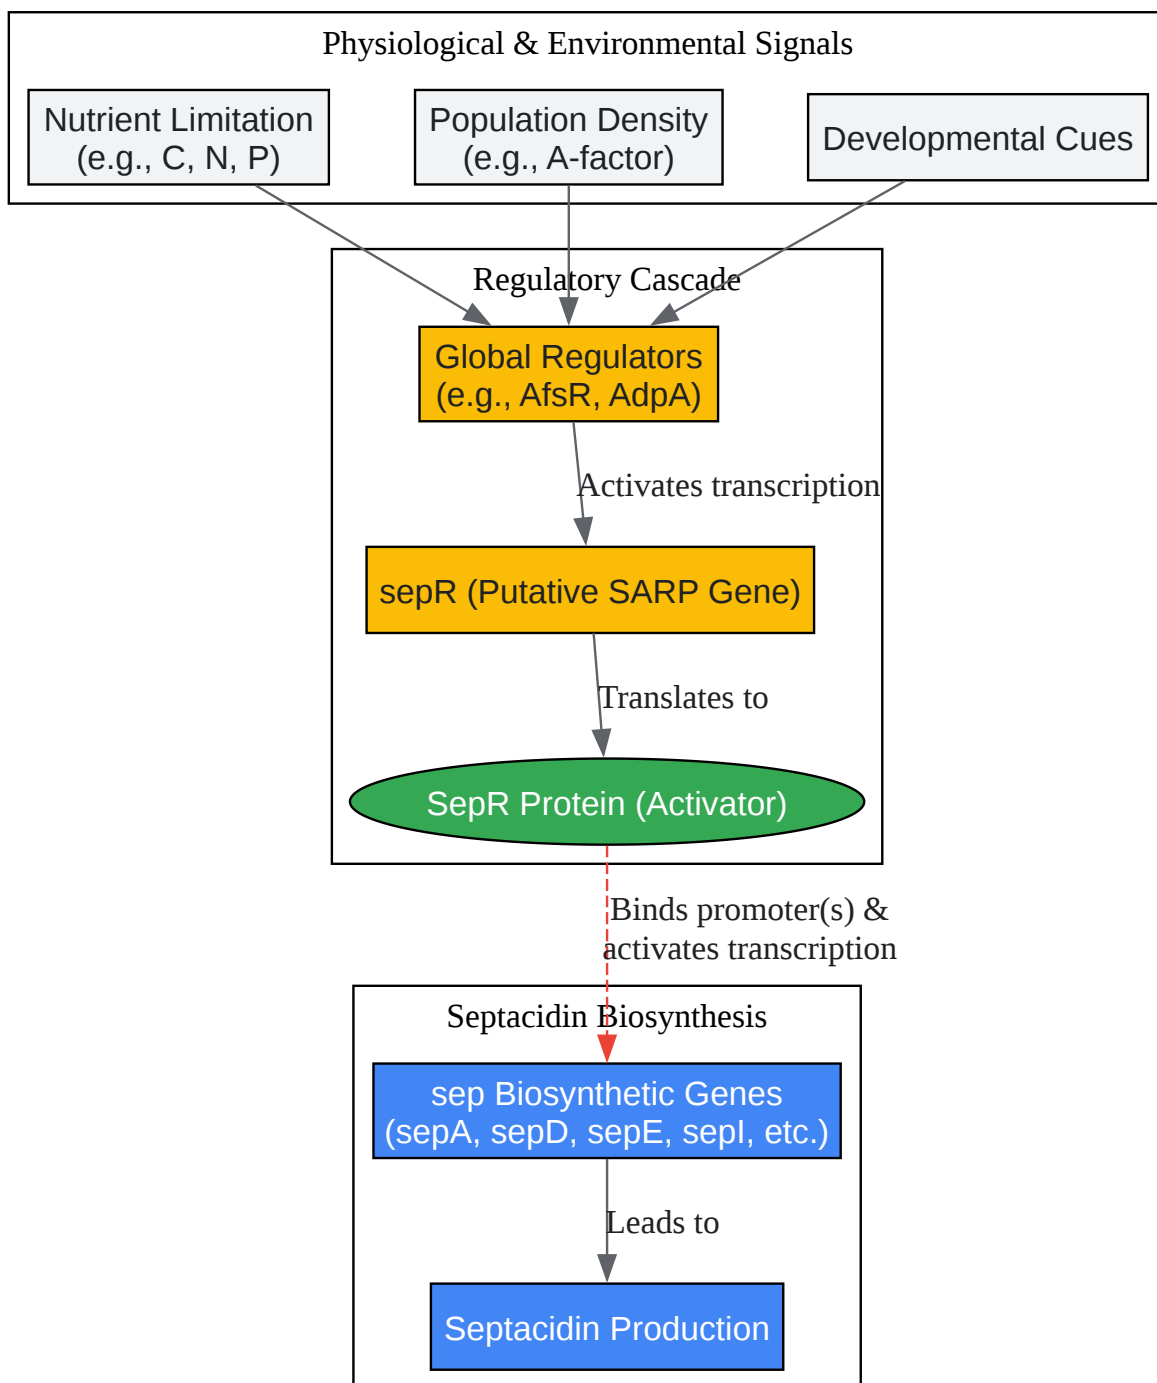 Physiological & Environmental Signals
Nutrient Limitation
(e.g., C, N, P)
Population Density
(e.g., A-factor)
Developmental Cues
Regulatory Cascade
Global Regulators
(e.g., AfsR, AdpA)
Activates transcription
sepR (Putative SARP Gene)
Translates to
SepR Protein (Activator)
Binds promoter(s) &
activates transcription
Septacidin Biosynthesis
sep Biosynthetic Genes
(sepA, sepD, sepE, sepI, etc.)
Leads to
Septacidin Production